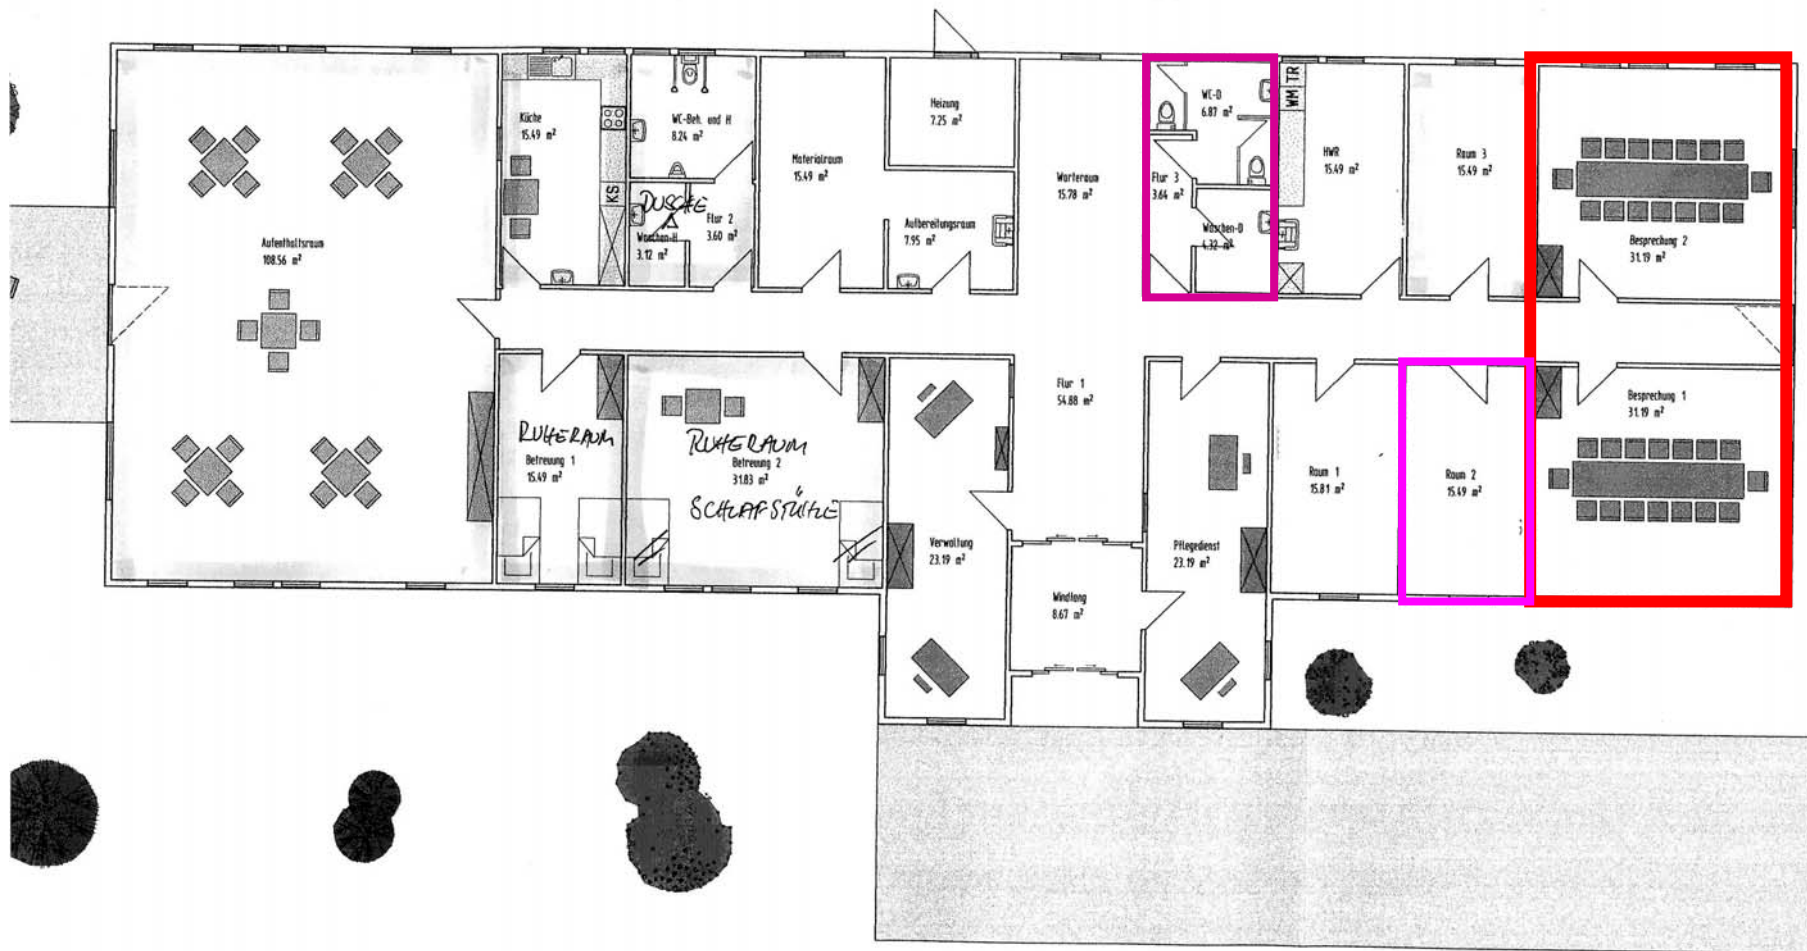 Küche
15.49 m²
WC-Beh. und H
8.24 m²
Materialraum
15.49 m²
Heizung
7.25 m²
Warteraum
15.78 m²
WC-D
6.87 m²
Flur 3
3.64 m²
Waschen-D
4.32 m²
WM TR
HWR
15.49 m²
Raum 3
15.49 m²
Besprechung 2
31.19 m²
Aufenthaltsraum
108.56 m²
KS
DUSCHE
Waschen-H
3.12 m²
Flur 2
3.60 m²
Aufbereitungsraum
7.95 m²
RUHERAUM
Betreuung 1
15.49 m²
RUHERAUM
Betreuung 2
31.83 m²
SCHLAFSTÜHLE
Flur 1
54.88 m²
Verwaltung
23.19 m²
Windfang
8.67 m²
Pflegedienst
23.19 m²
Raum 1
15.81 m²
Raum 2
15.49 m²
Besprechung 1
31.19 m²